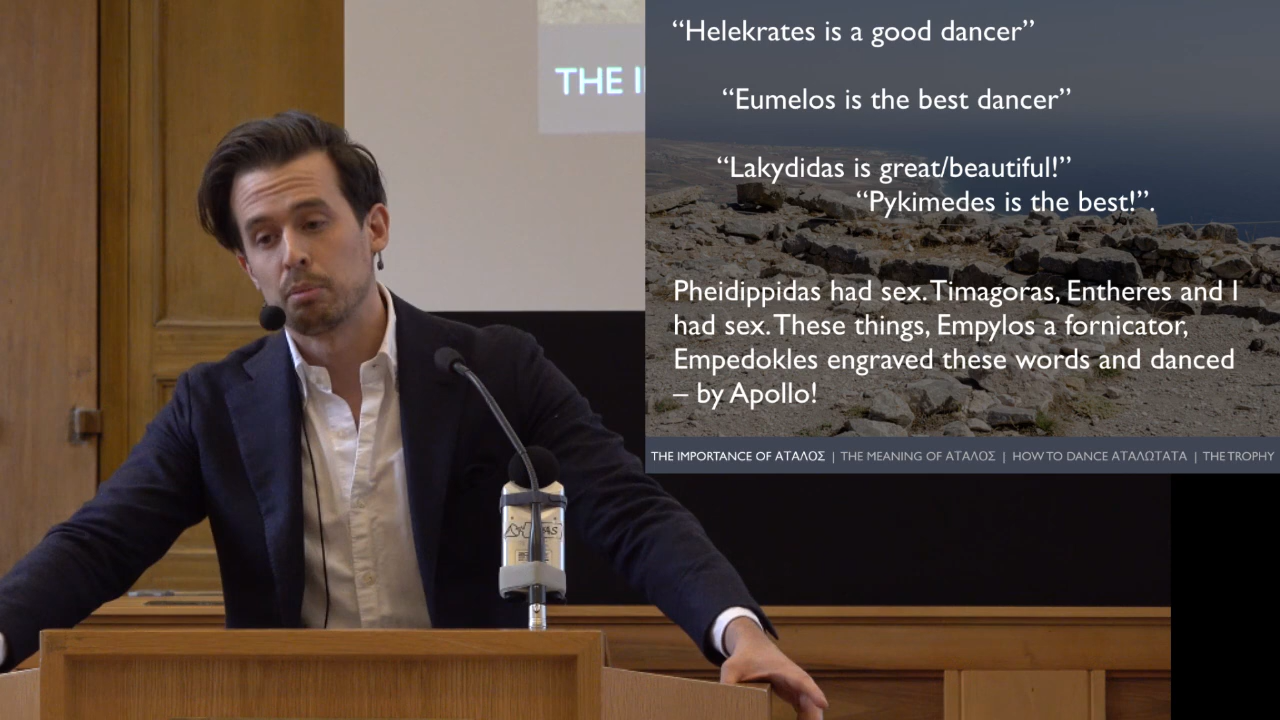 THE I
“Helekrates is a good dancer”
“Eumelos is the best dancer”
“Lakydidas is great/beautiful!”
“Pykimedes is the best!”.
Pheidippidas had sex. Timagoras, Entheres and I
had sex. These things, Empylos a fornicator,
Empedokles engraved these words and danced
– by Apollo!
THE IMPORTANCE OF ΑΤΑΛΟΣ | THE MEANING OF ΑΤΑΛΟΣ | HOW TO DANCE ΑΤΑΛΩΤΑΤΑ | THE TROPHY